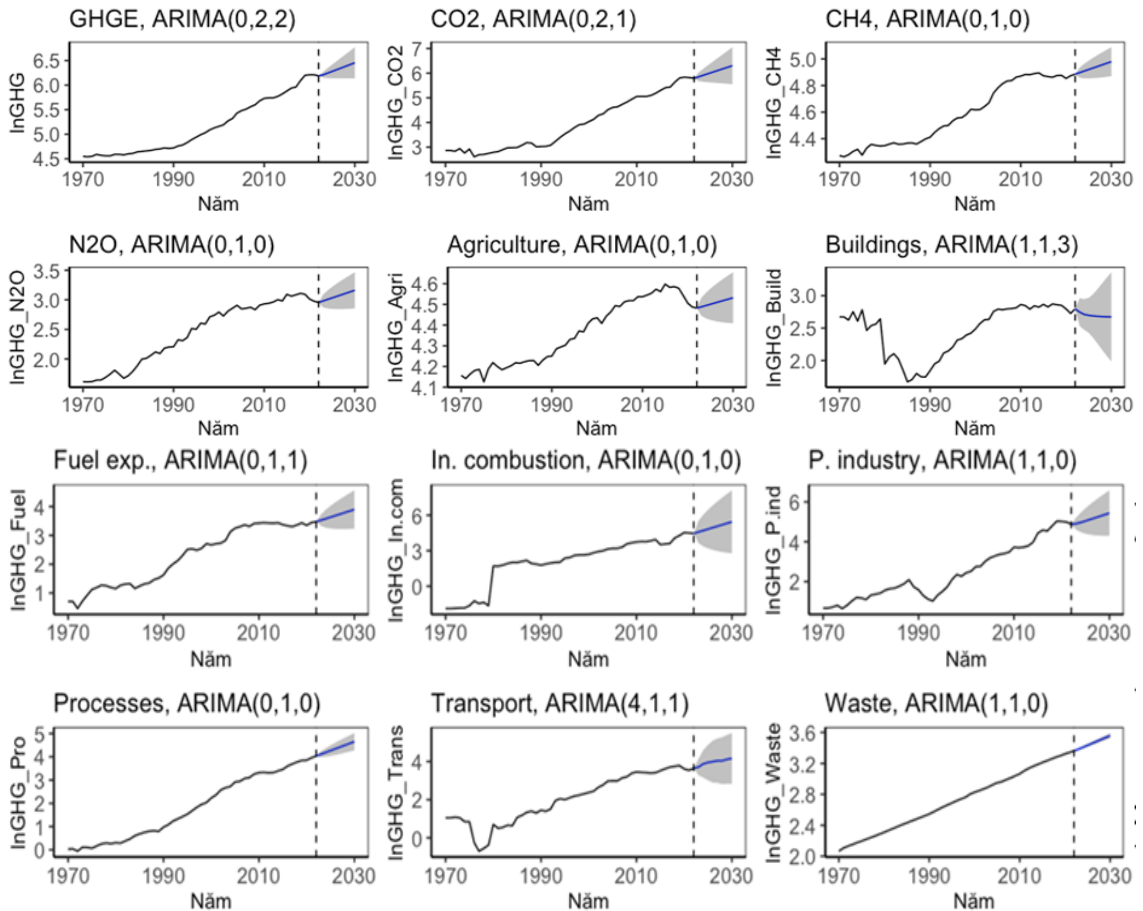 GHGE, ARIMA(0,2,2)
lnGHG
6.5
6.0
5.5
5.0
4.5
1970 1990 2010 2030
Năm
CO2, ARIMA(0,2,1)
lnGHG_CO2
7
6
5
4
3
1970 1990 2010 2030
Năm
CH4, ARIMA(0,1,0)
lnGHG_CH4
5.0
4.8
4.6
4.4
1970 1990 2010 2030
Năm
N2O, ARIMA(0,1,0)
lnGHG_N2O
3.5
3.0
2.5
2.0
1970 1990 2010 2030
Năm
Agriculture, ARIMA(0,1,0)
lnGHG_Agri
4.6
4.5
4.4
4.3
4.2
4.1
1970 1990 2010 2030
Năm
Buildings, ARIMA(1,1,3)
lnGHG_Build
3.0
2.5
2.0
1970 1990 2010 2030
Năm
Fuel exp., ARIMA(0,1,1)
lnGHG_Fuel
4
3
2
1
1970 1990 2010 2030
Năm
In. combustion, ARIMA(0,1,0)
lnGHG_In.com
6
3
0
1970 1990 2010 2030
Năm
P. industry, ARIMA(1,1,0)
lnGHG_P.ind
6
4
2
1970 1990 2010 2030
Năm
Processes, ARIMA(0,1,0)
lnGHG_Pro
5
4
3
2
1
0
1970 1990 2010 2030
Năm
Transport, ARIMA(4,1,1)
lnGHG_Trans
4
2
0
1970 1990 2010 2030
Năm
Waste, ARIMA(1,1,0)
lnGHG_Waste
3.6
3.2
2.8
2.4
2.0
1970 1990 2010 2030
Năm